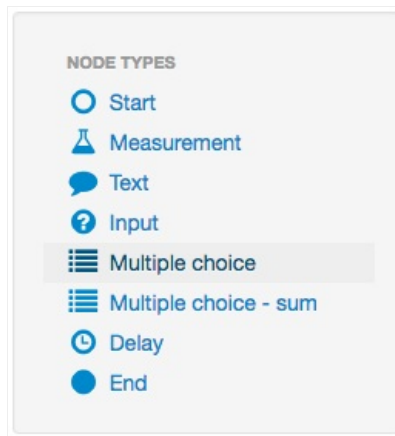 NODE TYPES
Start
Measurement
Text
Input
Multiple choice
Multiple choice - sum
Delay
End